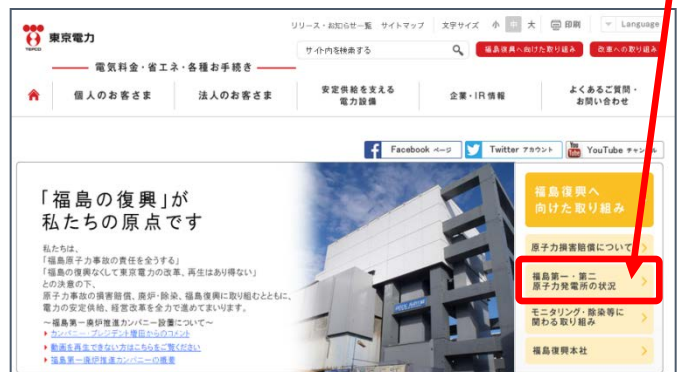 リリース・お知らせ一覧 サイトマップ 文字サイズ 小 中 大 印刷 Language
TEPCO 東京電力
サイト内を検索する 福島復興へ向けた取り組み 改革への取り組み
電気料金・省エネ・各種お手続き
個人のお客さま 法人のお客さま 安定供給を支える
電力設備 企業・IR情報 よくあるご質問・
お問い合わせ
Facebook ページ Twitter アカウント YouTube チャンネル
「福島の復興」が
私たちの原点です
私たちは、
「福島原子力事故の責任を全うする」
「福島の復興なくして東京電力の改革、再生はあり得ない」
との決意の下、
原子力事故の損害賠償、廃炉・除染、福島復興に取り組むとともに、
電力の安定供給、経営改革を全力で進めてまいります。
～福島第一廃炉推進カンパニー設置について～
カンパニー・プレジデント増田からのコメント
動画を再生できない方はこちらをご覧ください
福島第一廃炉推進カンパニーの概要
福島復興へ
向けた取り組み
原子力損害賠償について
福島第一・第二
原子力発電所の状況
モニタリング・除染等に
関わる取り組み
福島復興本社